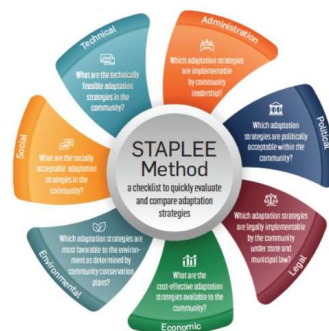 STAPLEE
Method
a checklist to quickly evaluate
and compare adaptation
strategies
Social
What are the socially
acceptable adaptation
strategies in the
community?
Technical
What are the technically
feasible adaptation
strategies in the
community?
Administration
Which adaptation strategies
are implementable
by community
leadership?
Political
Which adaptation
strategies are politically
acceptable within the
community?
Legal
Which adaptation strategies
are legally implementable
by the community
under state and
municipal law?
Economic
What are the
cost-effective adaptation
strategies available to the
community?
Environmental
Which adaptation strategies are
most favorable to the environ-
ment as determined by
community conservation
plans?